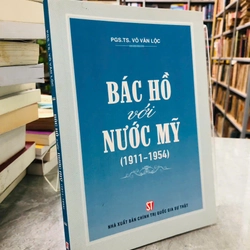 PGS.TS. VÕ VĂN LỘC
BÁC HỒ
với
NƯỚC MỸ
(1911-1954)
NHÀ XUẤT BẢN CHÍNH TRỊ QUỐC GIA SỰ THẬT